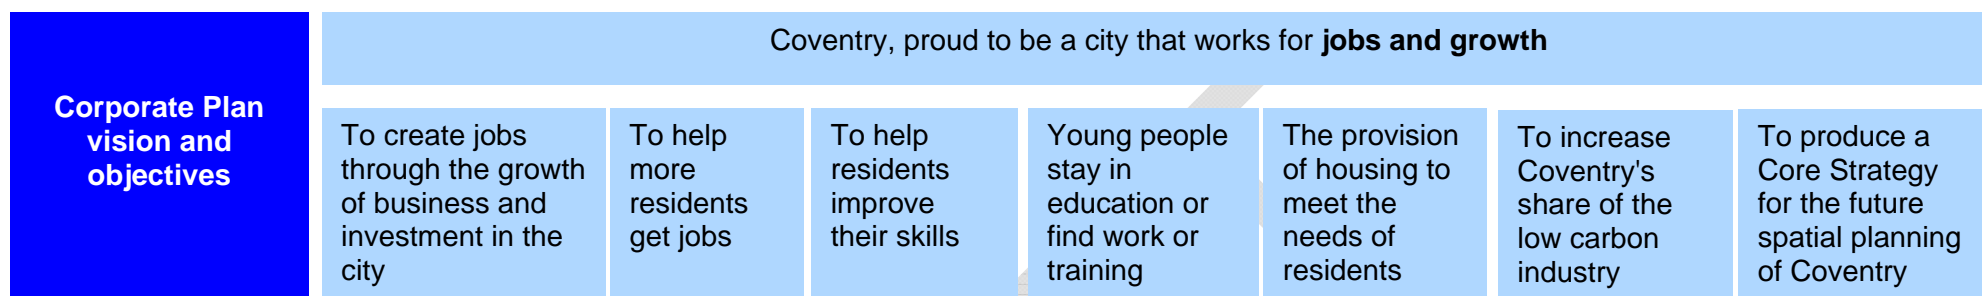 Corporate Plan
vision and
objectives
Coventry, proud to be a city that works for jobs and growth
To create jobs
through the growth
of business and
investment in the
city
To help
more
residents
get jobs
To help
residents
improve
their skills
Young people
stay in
education or
find work or
training
The provision
of housing to
meet the
needs of
residents
To increase
Coventry's
share of the
low carbon
industry
To produce a
Core Strategy
for the future
spatial planning
of Coventry